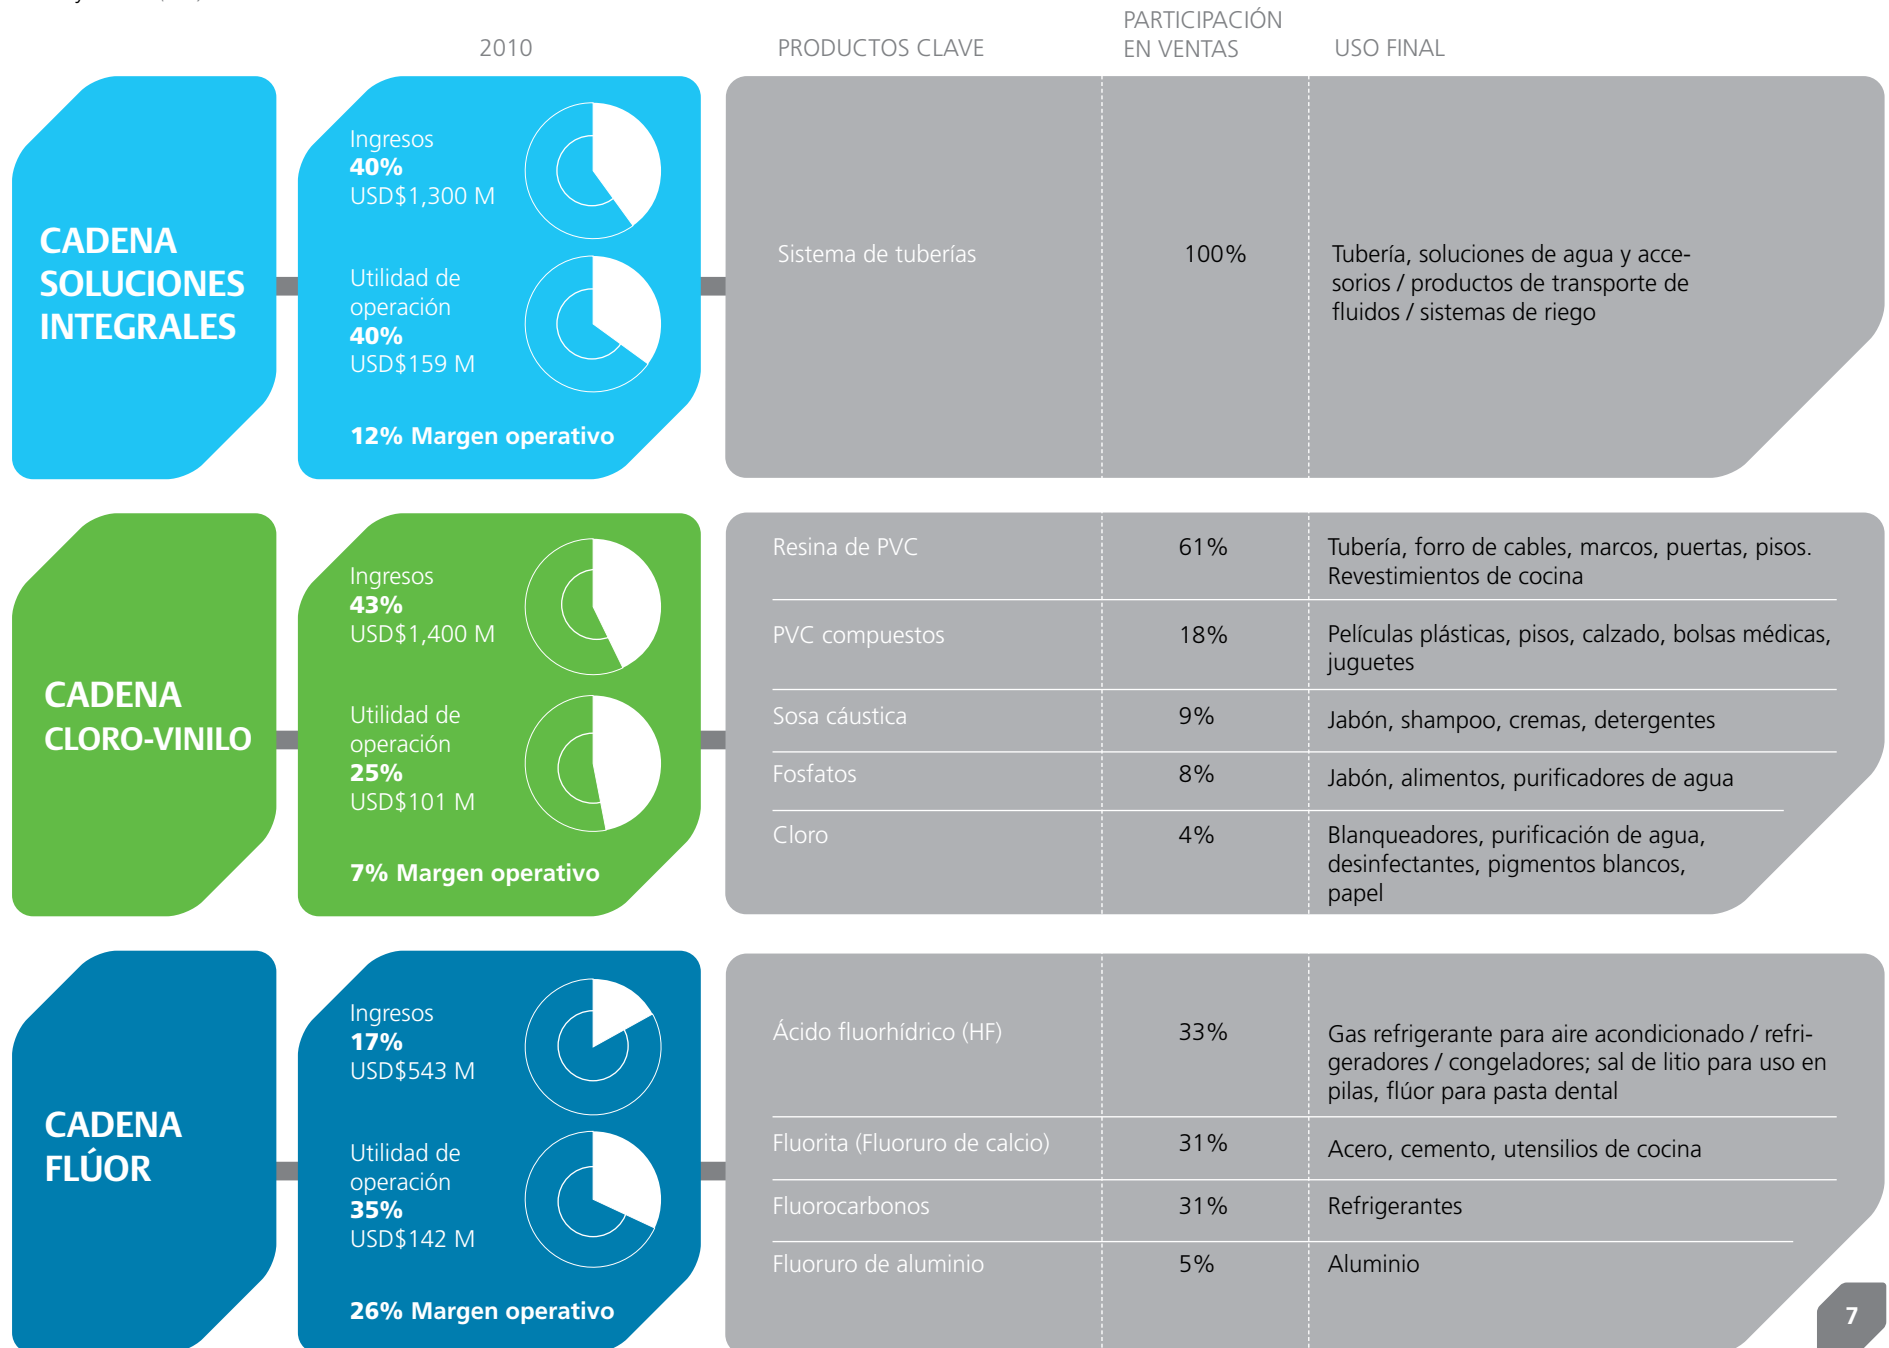 2010
PRODUCTOS CLAVE
PARTICIPACIÓN
EN VENTAS
USO FINAL
CADENA
SOLUCIONES
INTEGRALES
Ingresos
40%
USD$1,300 M
Utilidad de
operación
40%
USD$159 M
12% Margen operativo
Sistema de tuberías
100%
Tubería, soluciones de agua y acce-
sorios / productos de transporte de
fluidos / sistemas de riego
CADENA
CLORO-VINILO
Ingresos
43%
USD$1,400 M
Utilidad de
operación
25%
USD$101 M
7% Margen operativo
Resina de PVC
61%
Tubería, forro de cables, marcos, puertas, pisos.
Revestimientos de cocina
PVC compuestos
18%
Películas plásticas, pisos, calzado, bolsas médicas,
juguetes
Sosa cáustica
9%
Jabón, shampoo, cremas, detergentes
Fosfatos
8%
Jabón, alimentos, purificadores de agua
Cloro
4%
Blanqueadores, purificación de agua,
desinfectantes, pigmentos blancos,
papel
CADENA
FLÚOR
Ingresos
17%
USD$543 M
Utilidad de
operación
35%
USD$142 M
26% Margen operativo
Ácido fluorhídrico (HF)
33%
Gas refrigerante para aire acondicionado / refri-
geradores / congeladores; sal de litio para uso en
pilas, flúor para pasta dental
Fluorita (Fluoruro de calcio)
31%
Acero, cemento, utensilios de cocina
Fluorocarbonos
31%
Refrigerantes
Fluoruro de aluminio
5%
Aluminio
7